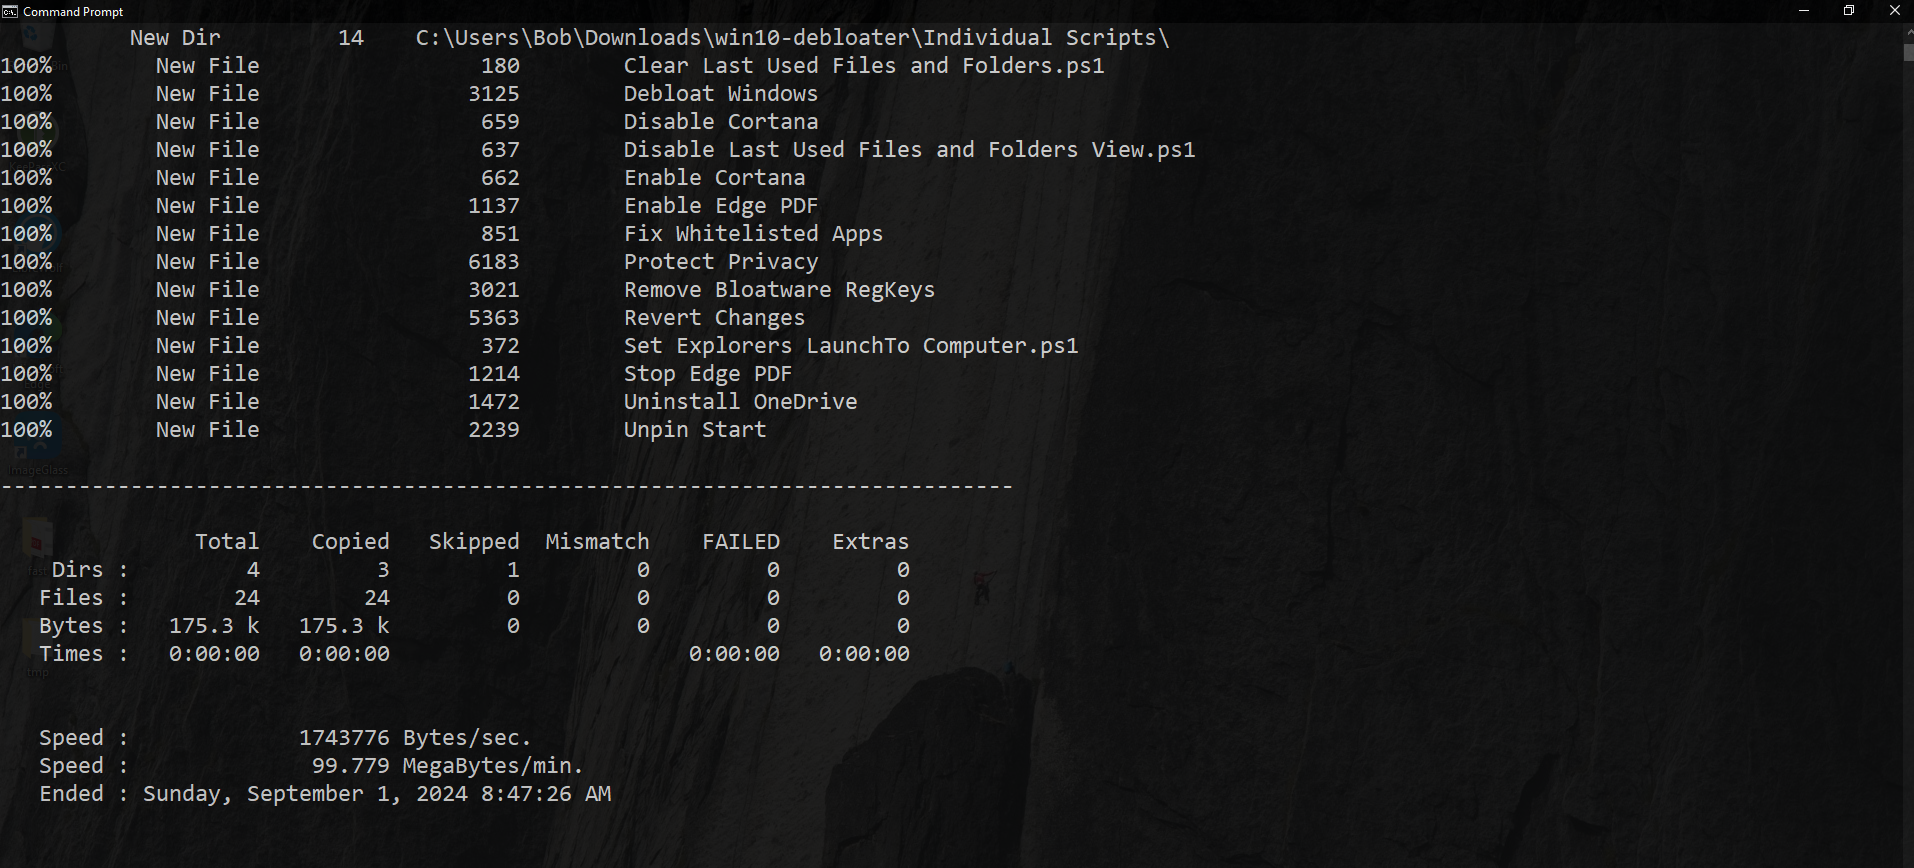 Command Prompt
New Dir 14 C:\Users\Bob\Downloads\win10-debloater\Individual Scripts\
100% New File 180 Clear Last Used Files and Folders.ps1
100% New File 3125 Debloat Windows
100% New File 659 Disable Cortana
100% New File 637 Disable Last Used Files and Folders View.ps1
100% New File 662 Enable Cortana
100% New File 1137 Enable Edge PDF
100% New File 851 Fix Whitelisted Apps
100% New File 6183 Protect Privacy
100% New File 3021 Remove Bloatware RegKeys
100% New File 5363 Revert Changes
100% New File 372 Set Explorers LaunchTo Computer.ps1
100% New File 1214 Stop Edge PDF
100% New File 1472 Uninstall OneDrive
100% New File 2239 Unpin Start
ImageGlass
------------------------------------------------------------------------------
Total Copied Skipped Mismatch FAILED Extras
Dirs : 4 3 1 0 0 0
Files : 24 24 0 0 0 0
Bytes : 175.3 k 175.3 k 0 0 0 0
Times : 0:00:00 0:00:00 0:00:00 0:00:00
tmp
Speed : 1743776 Bytes/sec.
Speed : 99.779 MegaBytes/min.
Ended : Sunday, September 1, 2024 8:47:26 AM